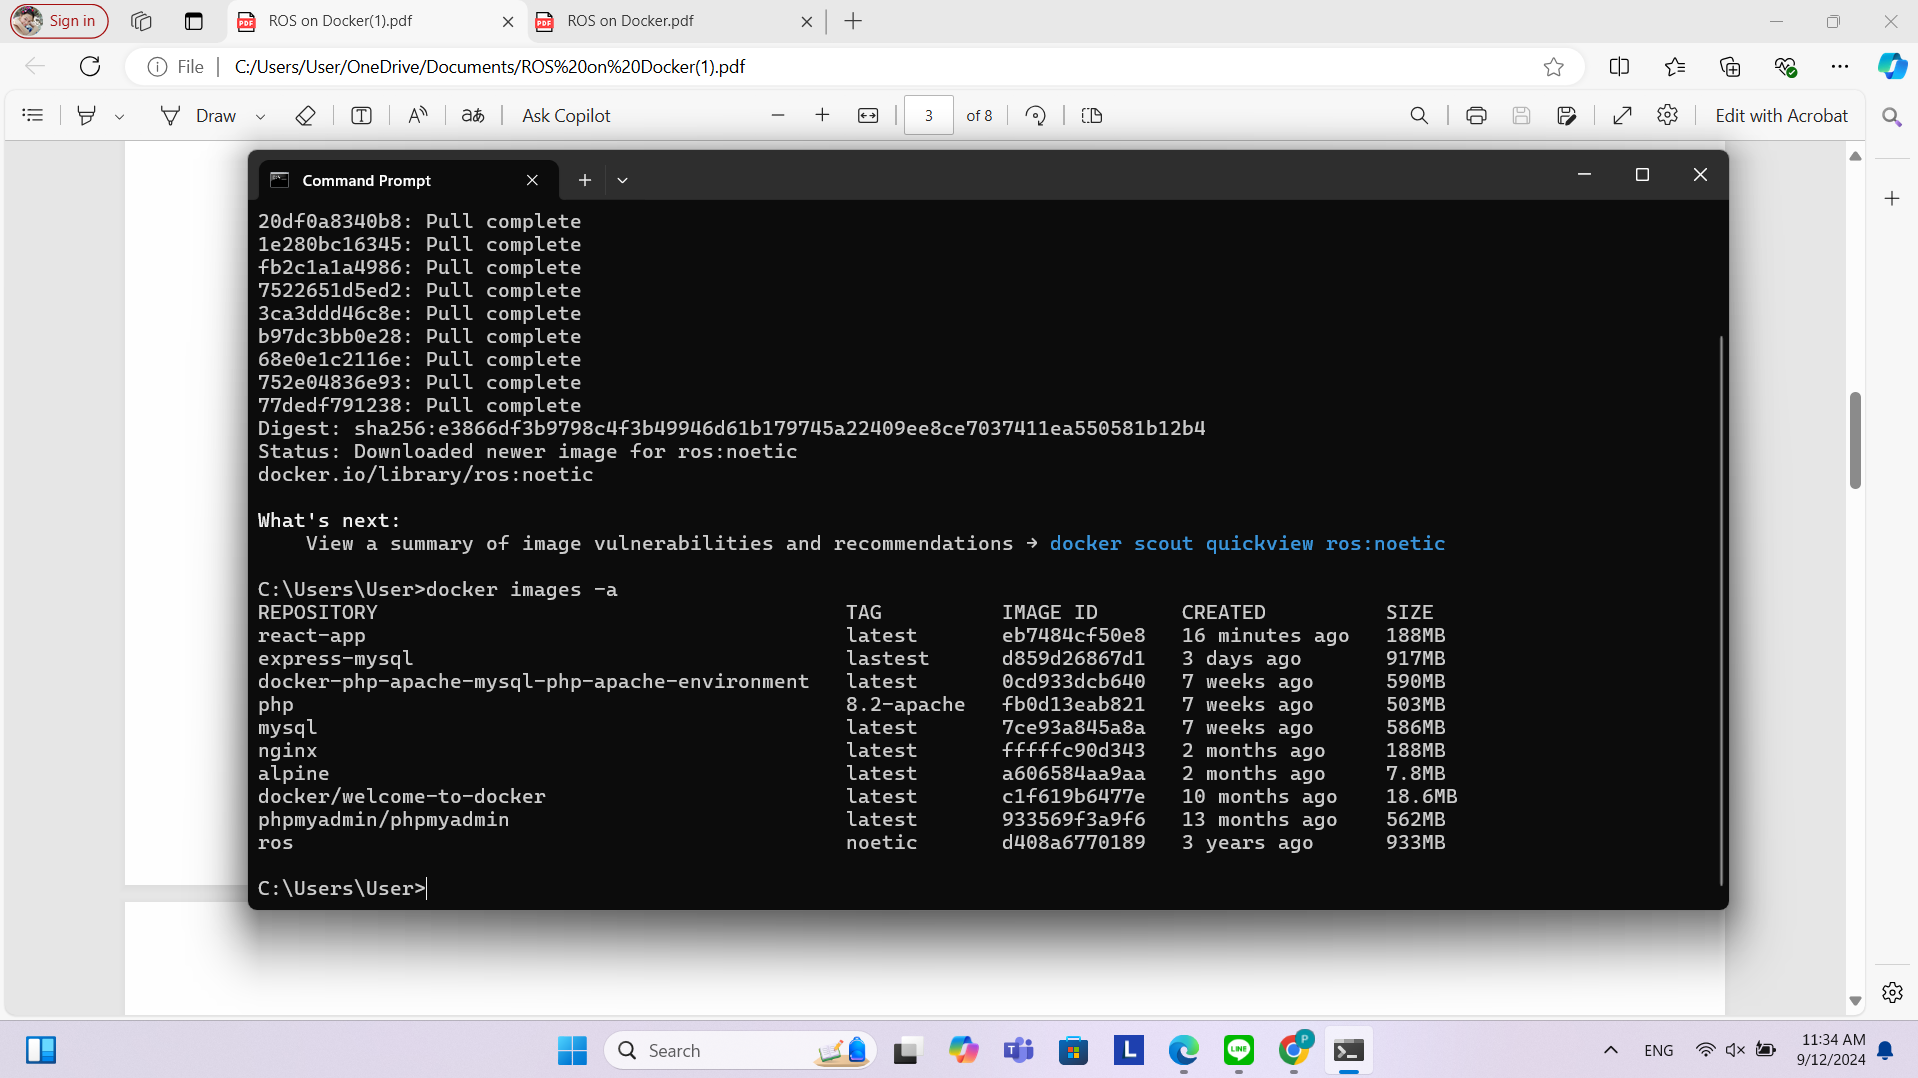 Sign in
ROS on Docker(1).pdf
ROS on Docker.pdf
File
C:/Users/User/OneDrive/Documents/ROS%20on%20Docker(1).pdf
Draw
Ask Copilot
3 of 8
Edit with Acrobat
Command Prompt
20df0a8340b8: Pull complete
1e280bc16345: Pull complete
fb2c1a1a4986: Pull complete
7522651d5ed2: Pull complete
3ca3ddd46c8e: Pull complete
b97dc3bb0e28: Pull complete
68e0e1c2116e: Pull complete
752e04836e93: Pull complete
77dedf791238: Pull complete
Digest: sha256:e3866df3b9798c4f3b49946d61b179745a22409ee8ce7037411ea550581b12b4
Status: Downloaded newer image for ros:noetic
docker.io/library/ros:noetic
What's next:
View a summary of image vulnerabilities and recommendations → docker scout quickview ros:noetic
C:\Users\User>docker images -a
REPOSITORY TAG IMAGE ID CREATED SIZE
react-app latest eb7484cf50e8 16 minutes ago 188MB
express-mysql lastest d859d26867d1 3 days ago 917MB
docker-php-apache-mysql-php-apache-environment latest 0cd933dcb640 7 weeks ago 590MB
php 8.2-apache fb0d13eab821 7 weeks ago 503MB
mysql latest 7ce93a845a8a 7 weeks ago 586MB
nginx latest fffffc90d343 2 months ago 188MB
alpine latest a606584aa9aa 2 months ago 7.8MB
docker/welcome-to-docker latest c1f619b6477e 10 months ago 18.6MB
phpmyadmin/phpmyadmin latest 933569f3a9f6 13 months ago 562MB
ros noetic d408a6770189 3 years ago 933MB
C:\Users\User>
Search
ENG
11:34 AM
9/12/2024